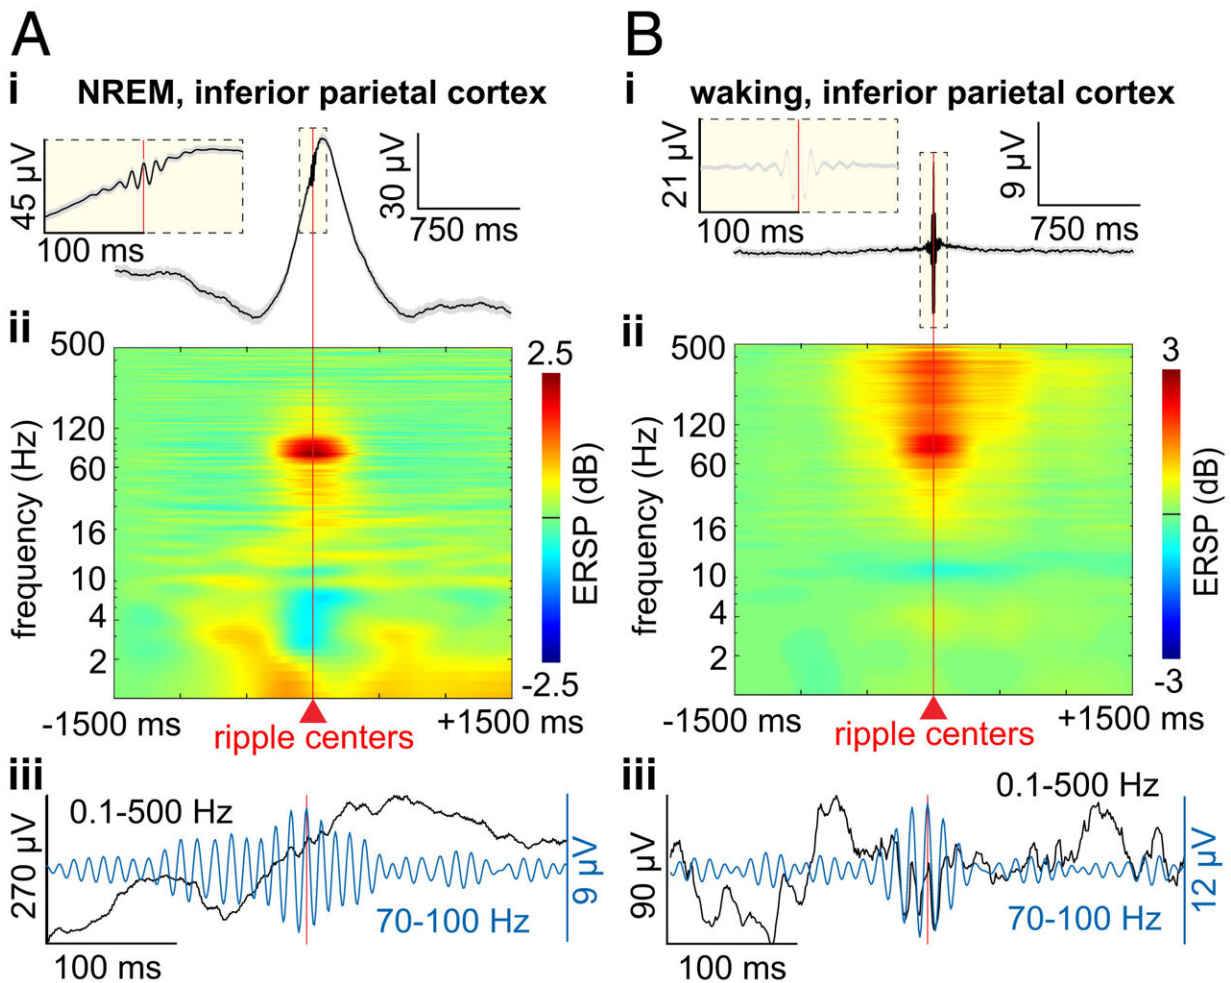 A
i NREM, inferior parietal cortex
45 µV
100 ms
30 µV
750 ms
ii
500
120
60
16
10
4
2
frequency (Hz)
2.5
-2.5
ERSP (dB)
-1500 ms
+1500 ms
ripple centers
iii
0.1-500 Hz
270 µV
70-100 Hz
9 µV
100 ms
B
i waking, inferior parietal cortex
21 µV
100 ms
9 µV
750 ms
ii
500
120
60
16
10
4
2
frequency (Hz)
3
-3
ERSP (dB)
-1500 ms
+1500 ms
ripple centers
iii
0.1-500 Hz
90 µV
70-100 Hz
12 µV
100 ms